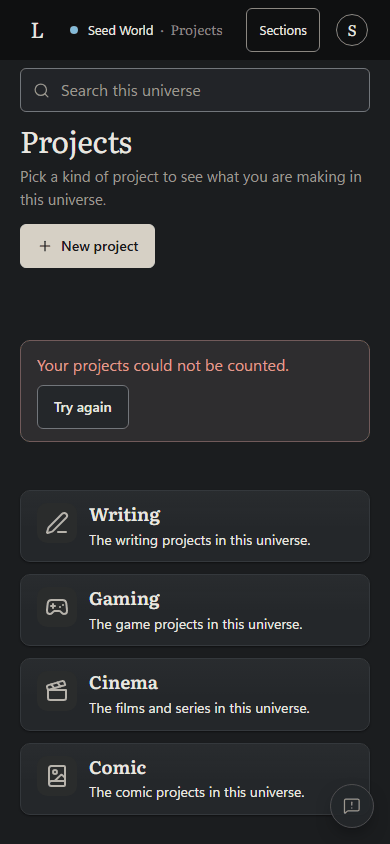 L
Seed World · Projects
Sections
S
Search this universe
Projects
Pick a kind of project to see what you are making in
this universe.
New project
Your projects could not be counted.
Try again
Writing
The writing projects in this universe.
Gaming
The game projects in this universe.
Cinema
The films and series in this universe.
Comic
The comic projects in this universe.